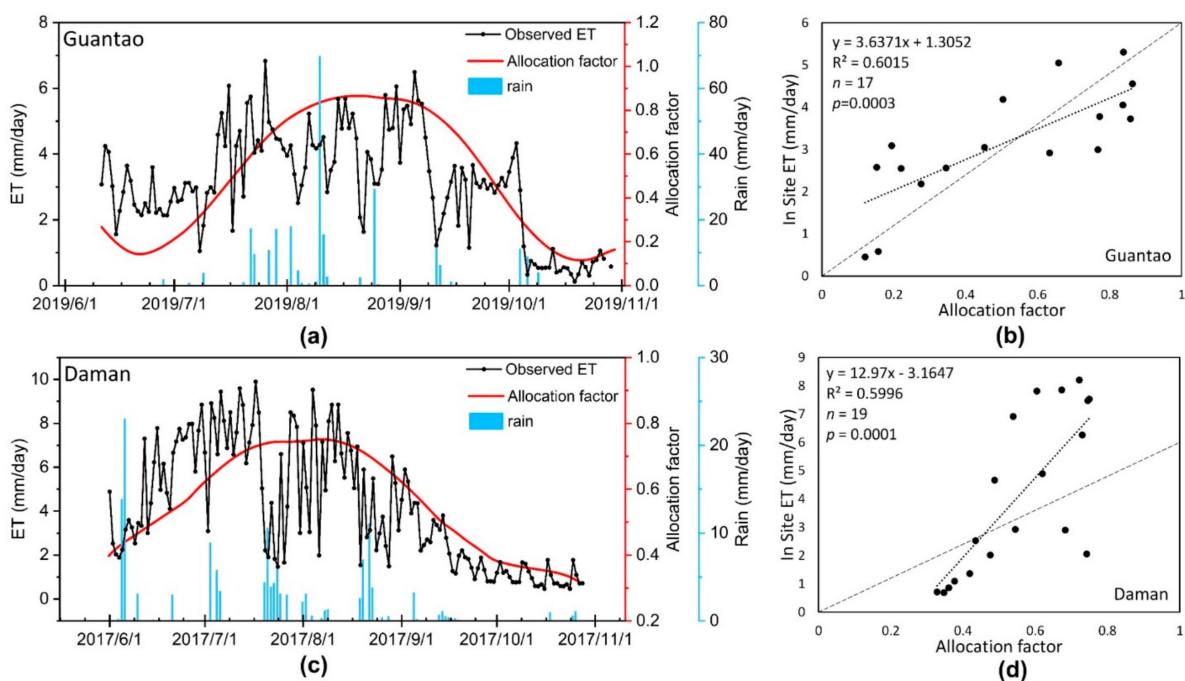 Guantao
Observed ET
Allocation factor
rain
ET (mm/day)
8
6
4
2
0
1.2
1.0
0.8
0.6
0.4
0.2
0.0
Allocation factor
80
60
40
20
0
Rain (mm/day)
2019/6/1 2019/7/1 2019/8/1 2019/9/1 2019/10/1 2019/11/1
(a)
y = 3.6371x + 1.3052
R² = 0.6015
n = 17
p=0.0003
In Site ET (mm/day)
6
5
4
3
2
1
0
Guantao
0 0.2 0.4 0.6 0.8 1
Allocation factor
(b)
Daman
Observed ET
Allocation factor
rain
ET (mm/day)
10
8
6
4
2
0
1.0
0.8
0.6
0.4
0.2
Allocation factor
30
20
10
0
Rain (mm/day)
2017/6/1 2017/7/1 2017/8/1 2017/9/1 2017/10/1 2017/11/1
(c)
y = 12.97x - 3.1647
R² = 0.5996
n = 19
p = 0.0001
In Site ET (mm/day)
9
8
7
6
5
4
3
2
1
0
Daman
0 0.2 0.4 0.6 0.8 1
Allocation factor
(d)